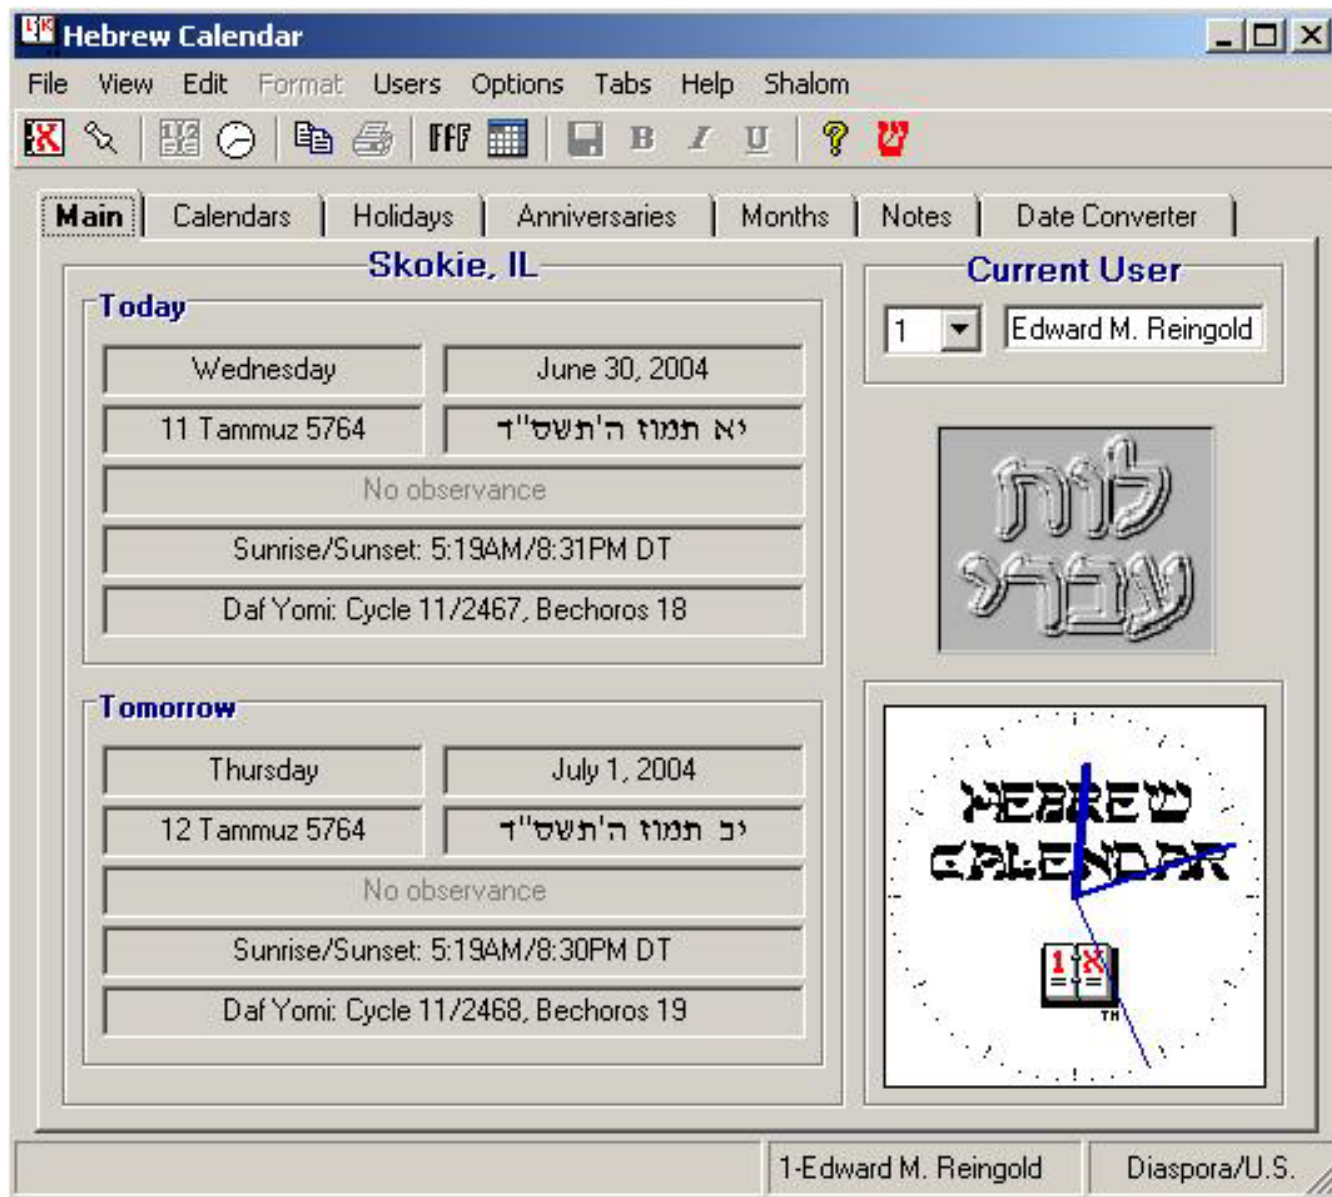 Hebrew Calendar
File View Edit Format Users Options Tabs Help Shalom
B I U ? ש
Main Calendars Holidays Anniversaries Months Notes Date Converter
Skokie, IL
Today
Wednesday June 30, 2004
11 Tammuz 5764 יא תמוז ה'תשס"ד
No observance
Sunrise/Sunset: 5:19AM/8:31PM DT
Daf Yomi: Cycle 11/2467, Bechoros 18
Tomorrow
Thursday July 1, 2004
12 Tammuz 5764 יב תמוז ה'תשס"ד
No observance
Sunrise/Sunset: 5:19AM/8:30PM DT
Daf Yomi: Cycle 11/2468, Bechoros 19
Current User
1 Edward M. Reingold
לוח
עברי
HEBREW
CALENDAR
1 א
TM
1-Edward M. Reingold Diaspora/U.S.